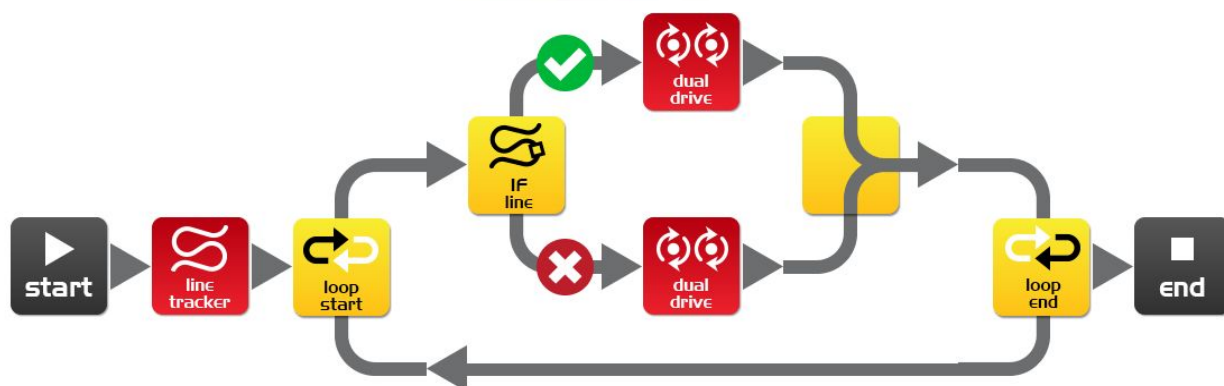 dual
drive
IF
line
start
line
tracker
loop
start
dual
drive
loop
end
end